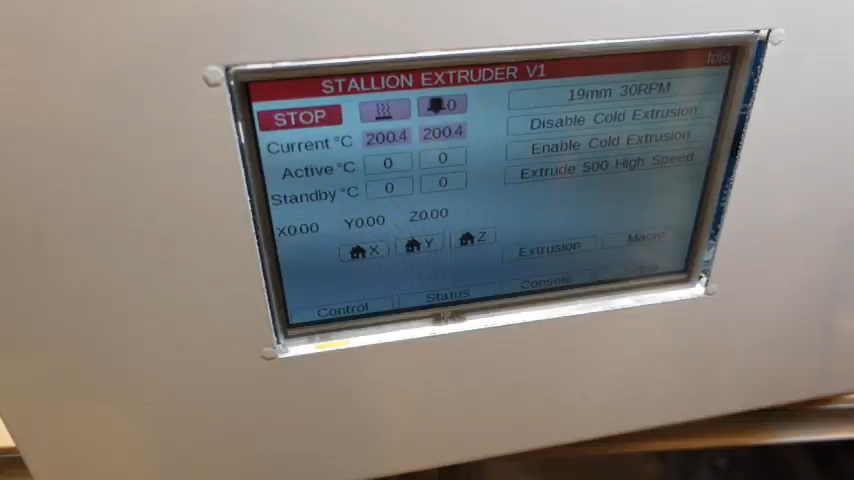 STALLION EXTRUDER V1 Idle
STOP 0 19mm 30RPM
Current °C 200.4 200.4 Disable Cold Extrusion
Active °C 0 0 Enable Cold Extrusion
Standby °C 0 0 Extrude 500 High Speed
X0.00 Y0.00 Z0.00
X Y Z Extrusion Macro
Control Status Console